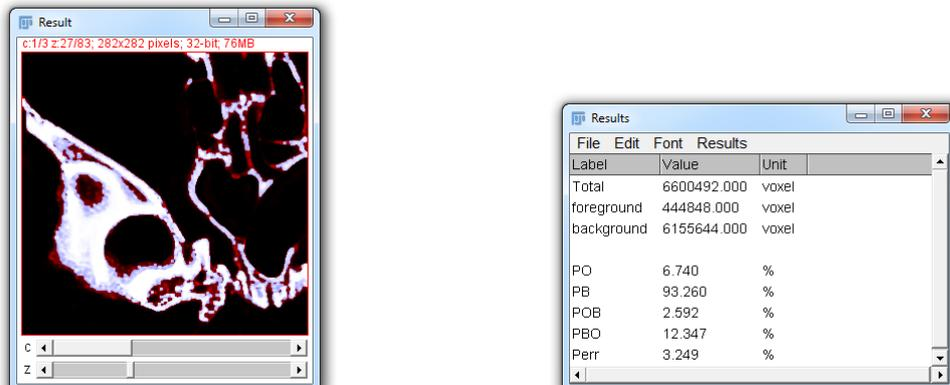 Result
c:1/3 z:27/83; 282x282 pixels; 32-bit; 76MB
c
z
Results
File Edit Font Results
Label Value Unit
Total 6600492.000 voxel
foreground 444848.000 voxel
background 6155644.000 voxel
PO 6.740 %
PB 93.260 %
POB 2.592 %
PBO 12.347 %
Perr 3.249 %